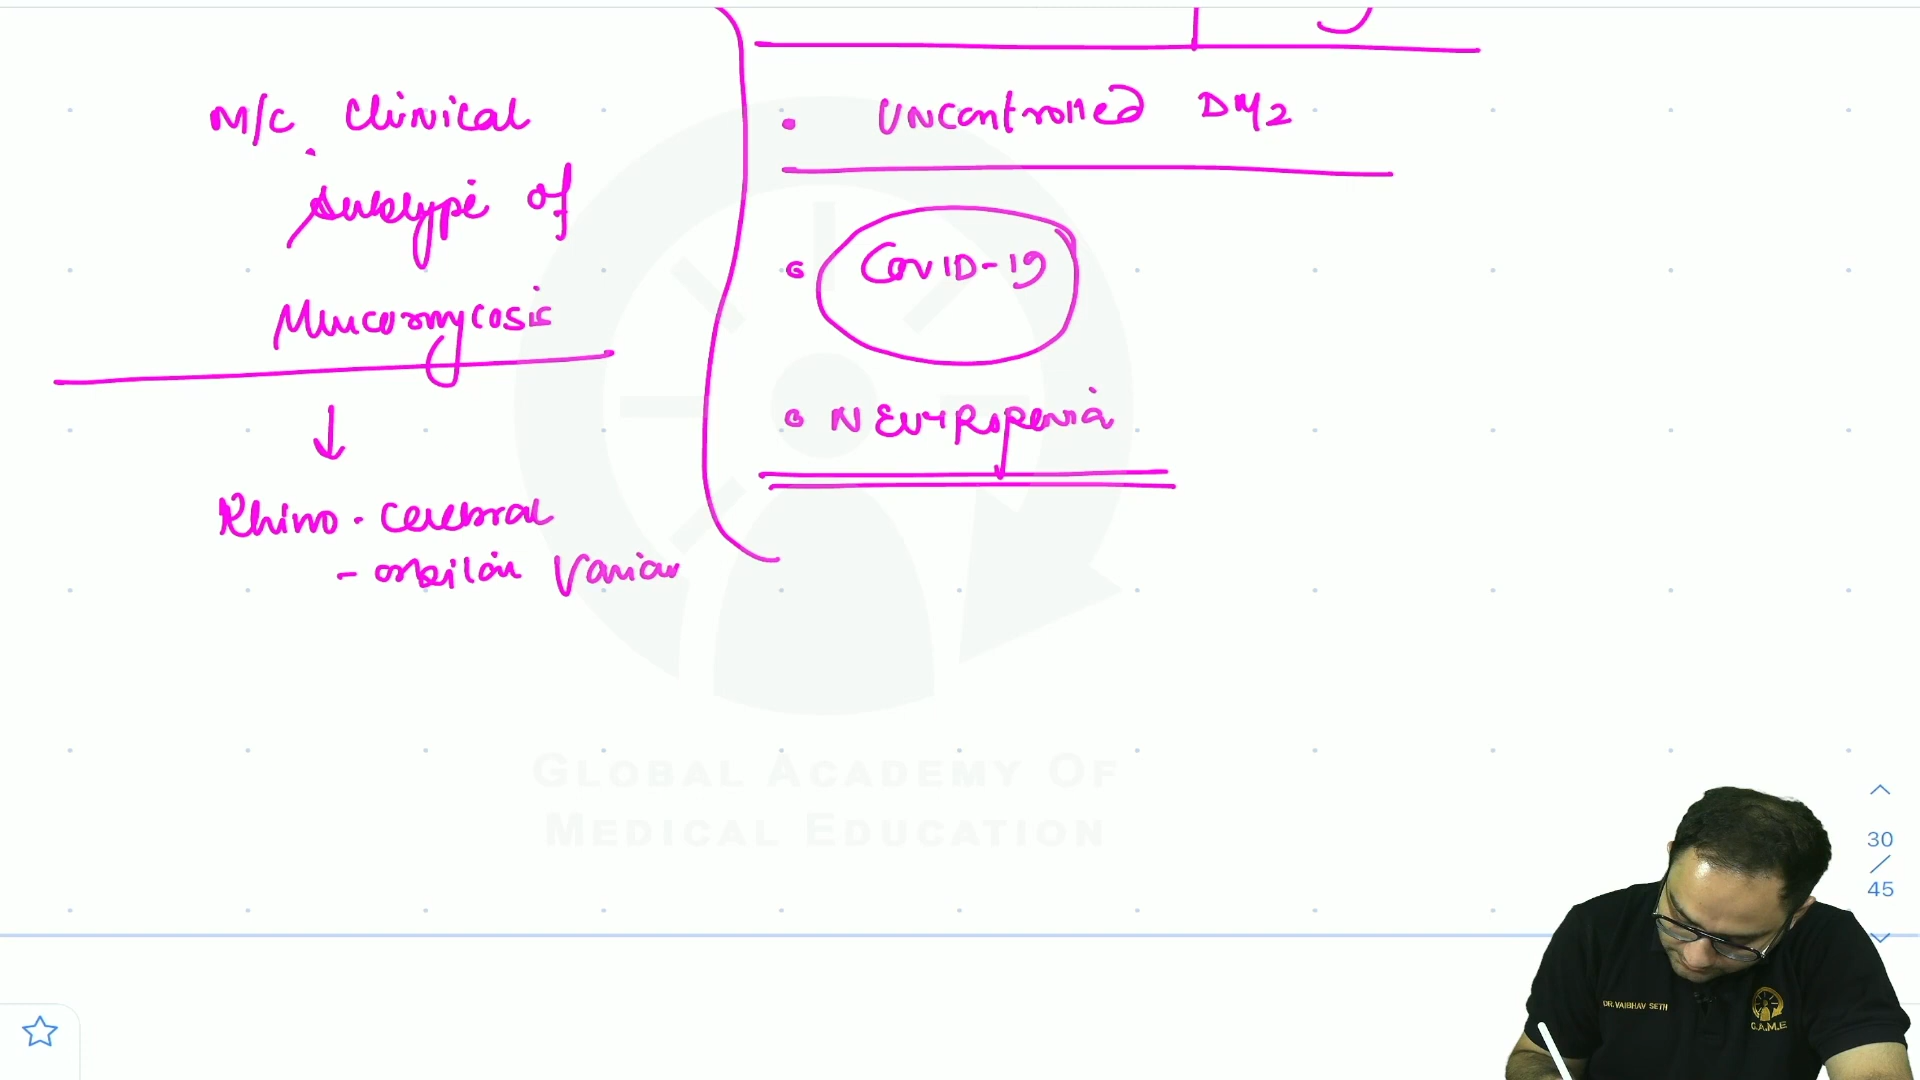 M/C Clinical
subtype of
Mucormycosis
↓
Rhino-cerebral
- orbital Varian
• Uncontrolled DM2
• COVID-19
• NEUTROPENIA
GLOBAL ACADEMY OF
MEDICAL EDUCATION
30
/
45
DR.VAIBHAV SETH
G.A.M.E